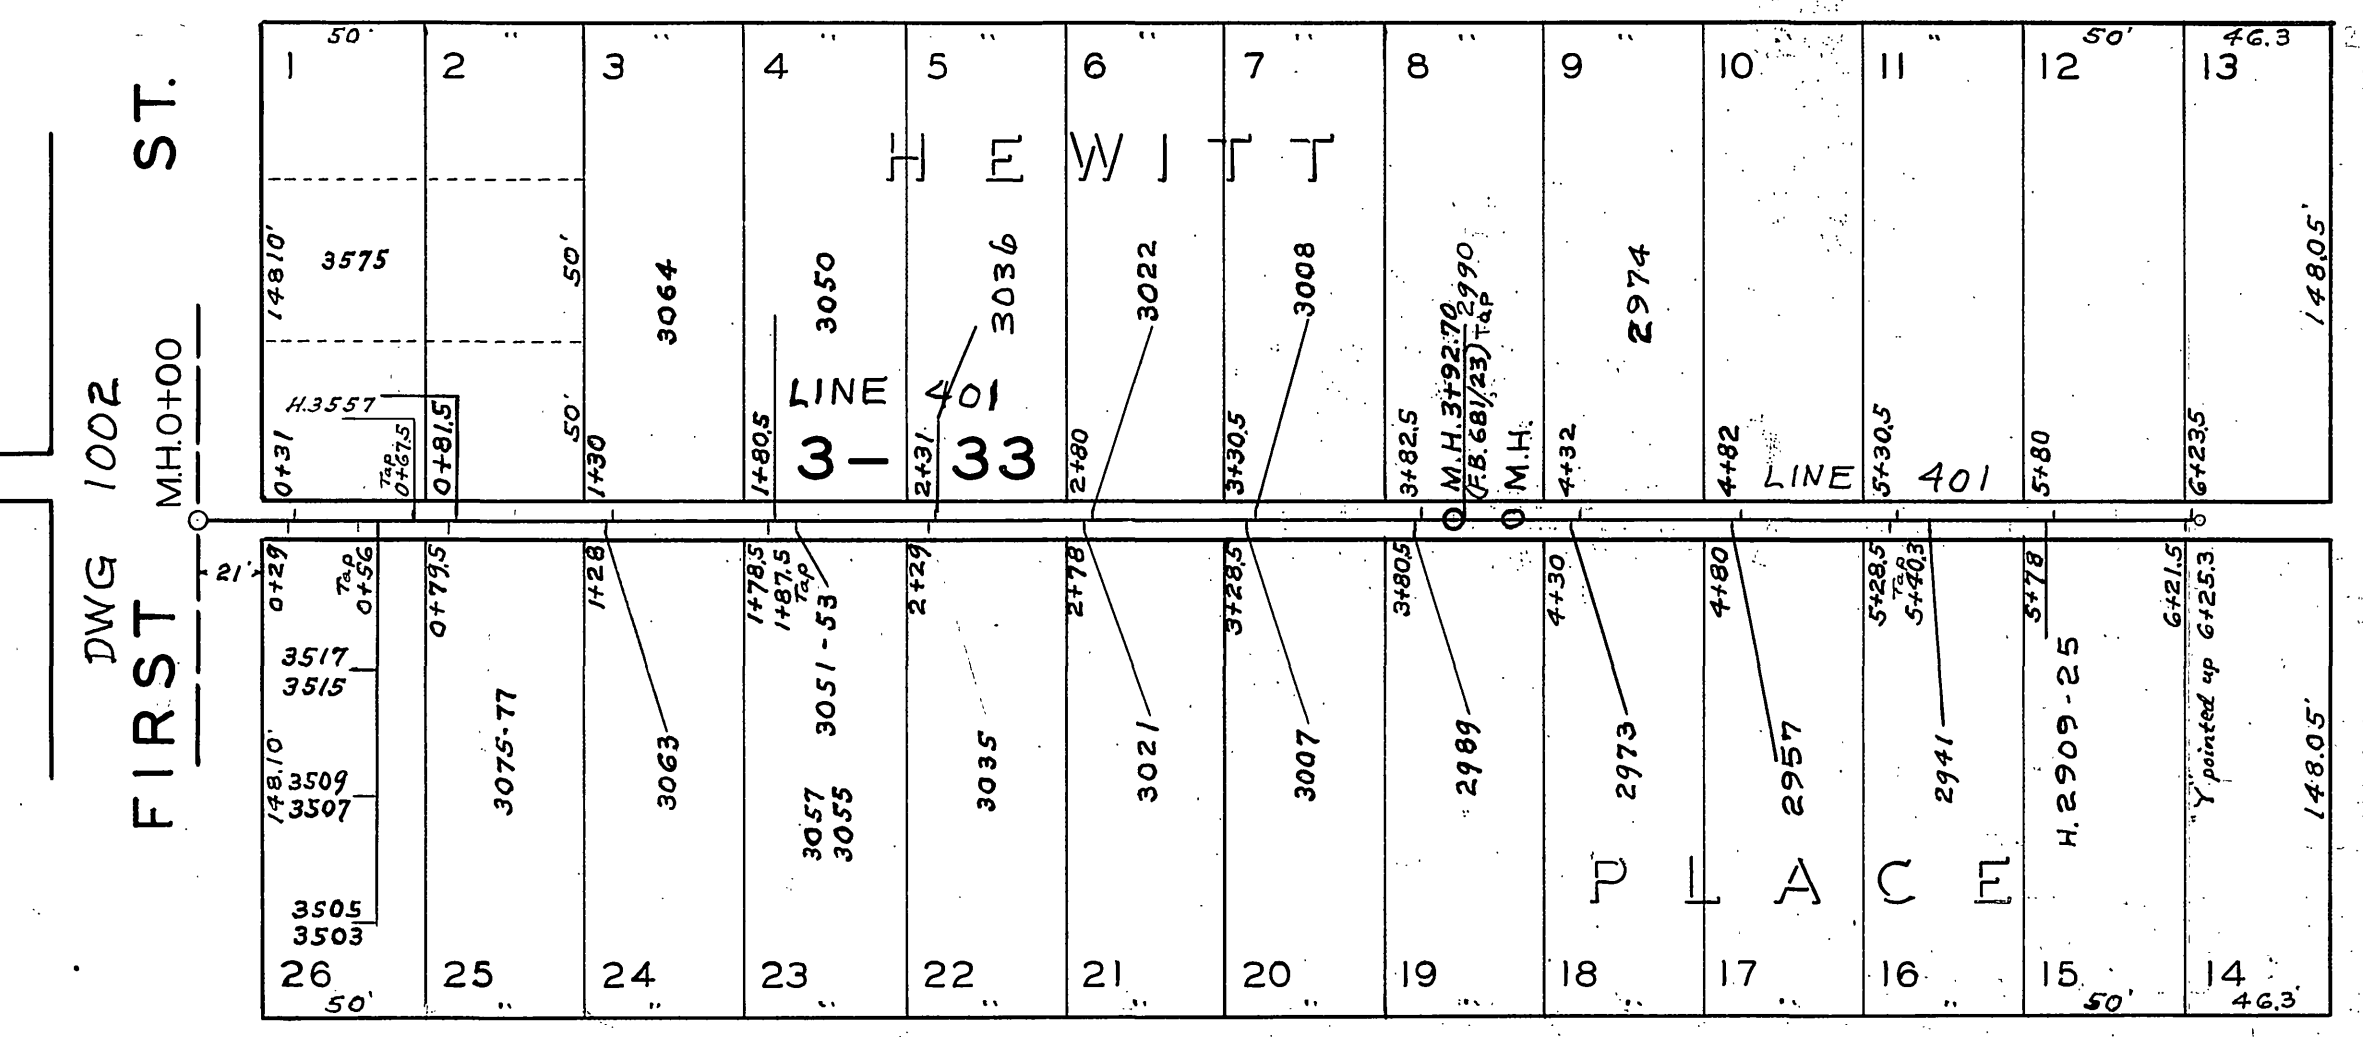 ST.
FIRST
DWG 1002
M.H.0+00
21'
50' " " " " " " " " " " 50' 46.3
1 2 3 4 5 6 7 8 9 10 11 12 13
HEWITT
148.10'
3575
50'
50'
3064
3050
3036
3022
3008
2990
2974
148.05'
H.3557
LINE 401
3-33
0+31
Tap
0+67.5
0+81.5
1+30
1+80.5
2+31
2+80
3+30.5
3+82.5
M.H.3+92.70
(F.B. 681/23) Tap
M.H.
4+32
4+82
LINE 401
5+30.5
5+80
6+23.5
0+29
Tap
0+56
0+79.5
1+28
1+78.5
1+87.5
Tap
2+29
2+78
3+28.5
3+80.5
4+30
4+80
5+28.5
Tap
5+40.3
5+78
6+21.5
"Y" pointed up 6+25.3
3517
3515
148.10'
3509
3507
3505
3503
3075-77
3063
3051-53
3057
3055
3035
3021
3007
2989
2973
2957
2941
H.2909-25
148.05'
PLACE
26 25 24 23 22 21 20 19 18 17 16 15 14
50' " " " " " " " " " " 50' 46.3